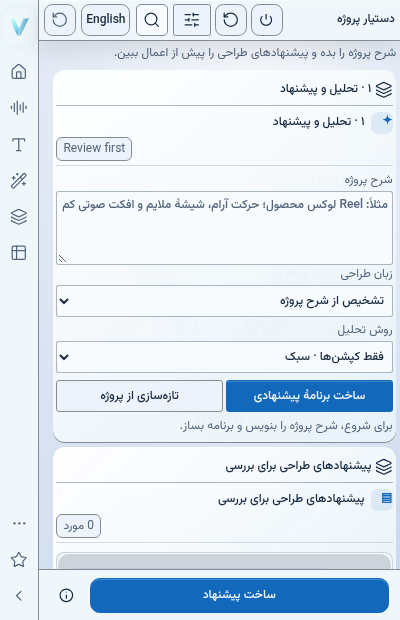 دستیار پروژه
English
شرح پروژه را بده و پیشنهادهای طراحی را پیش از اعمال ببین.
۰۱ · تحلیل و پیشنهاد
۰۱ · تحلیل و پیشنهاد
Review first
شرح پروژه
مثلاً: Reel لوکس محصول؛ حرکت آرام، شیشهٔ ملایم و افکت صوتی کم
زبان طراحی
تشخیص از شرح پروژه
روش تحلیل
فقط کپشن‌ها · سبک
ساخت برنامهٔ پیشنهادی
تازه‌سازی از پروژه
برای شروع، شرح پروژه را بنویس و برنامه بساز.
پیشنهادهای طراحی برای بررسی
پیشنهادهای طراحی برای بررسی
0 مورد
ساخت پیشنهاد